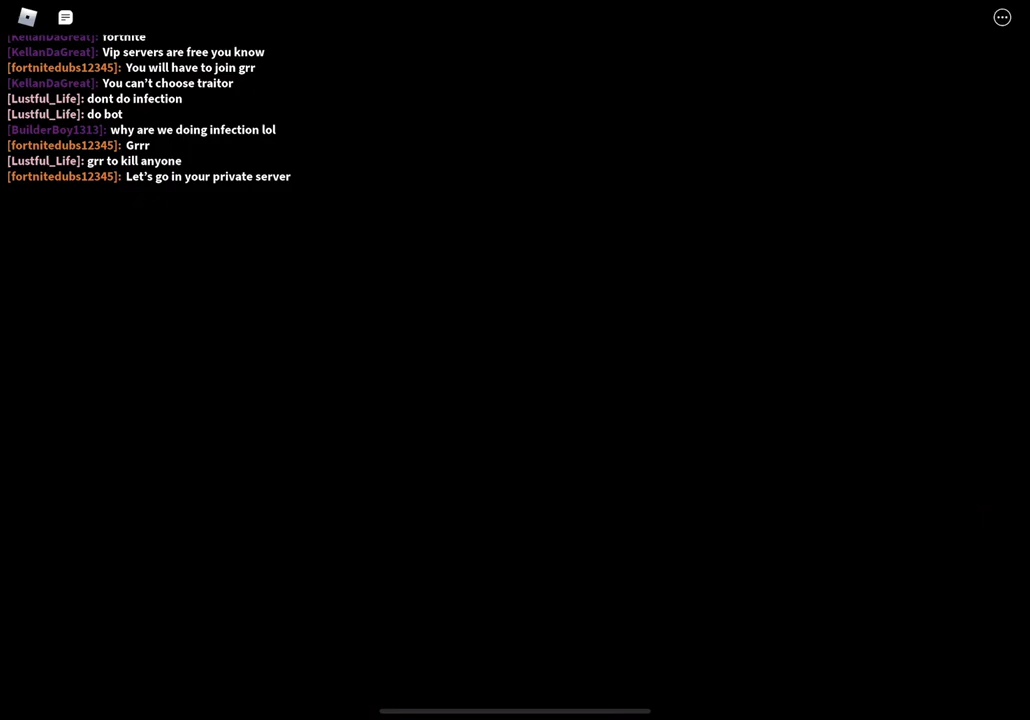 [KellanDaGreat]: fortnite
[KellanDaGreat]: Vip servers are free you know
[fortnitedubs12345]: You will have to join grr
[KellanDaGreat]: You can’t choose traitor
[Lustful_Life]: dont do infection
[Lustful_Life]: do bot
[BuilderBoy1313]: why are we doing infection lol
[fortnitedubs12345]: Grrr
[Lustful_Life]: grr to kill anyone
[fortnitedubs12345]: Let’s go in your private server